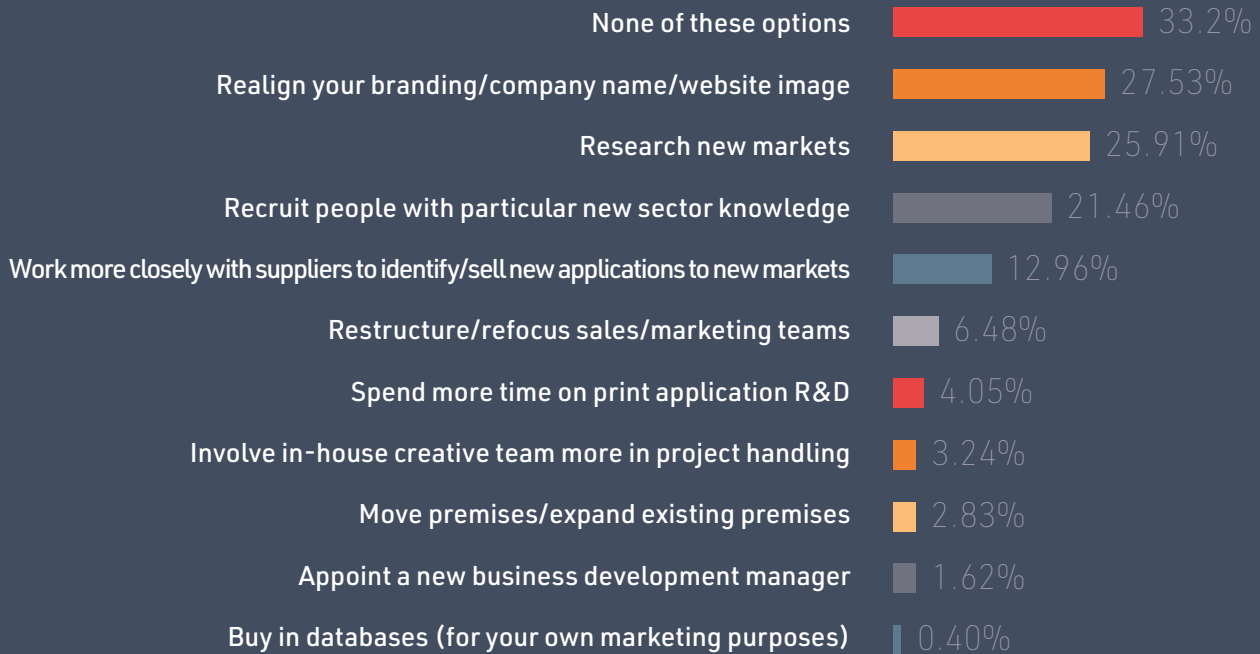 None of these options 33.2%
Realign your branding/company name/website image 27.53%
Research new markets 25.91%
Recruit people with particular new sector knowledge 21.46%
Work more closely with suppliers to identify/sell new applications to new markets 12.96%
Restructure/refocus sales/marketing teams 6.48%
Spend more time on print application R&D 4.05%
Involve in-house creative team more in project handling 3.24%
Move premises/expand existing premises 2.83%
Appoint a new business development manager 1.62%
Buy in databases (for your own marketing purposes) 0.40%